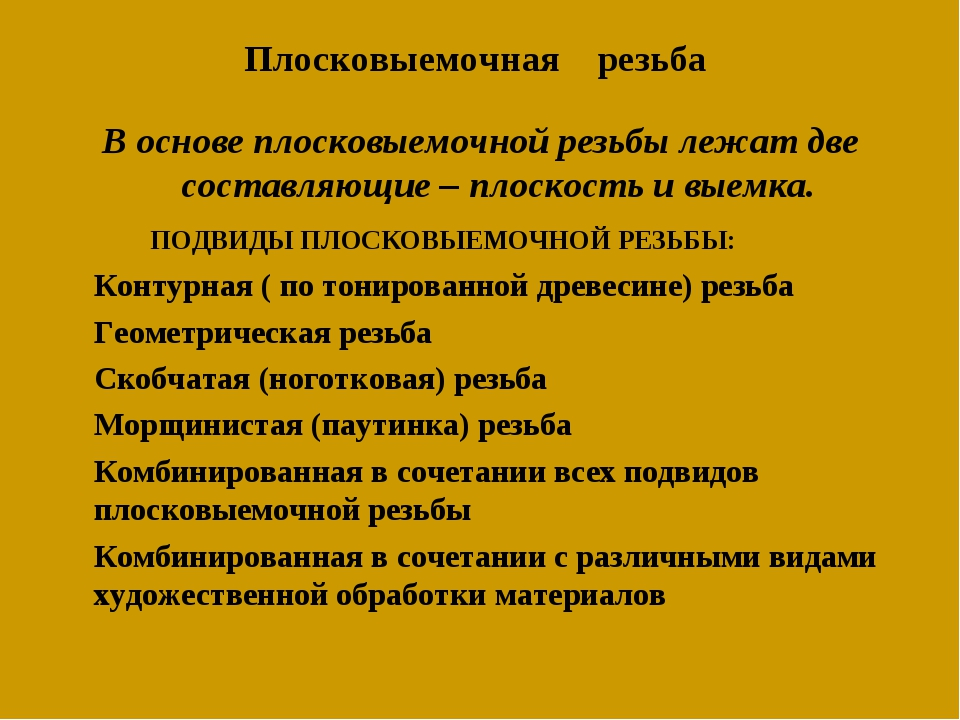 Плосковыемочная резьба
В основе плосковыемочной резьбы лежат две
составляющие – плоскость и выемка.
ПОДВИДЫ ПЛОСКОВЫЕМОЧНОЙ РЕЗЬБЫ:
Контурная ( по тонированной древесине) резьба
Геометрическая резьба
Скобчатая (ноготковая) резьба
Морщинистая (паутинка) резьба
Комбинированная в сочетании всех подвидов
плосковыемочной резьбы
Комбинированная в сочетании с различными видами
художественной обработки материалов